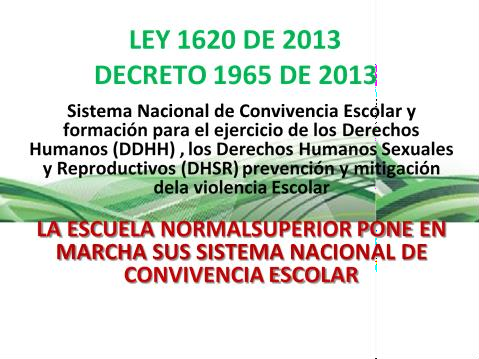 LEY 1620 DE 2013
DECRETO 1965 DE 2013
Sistema Nacional de Convivencia Escolar y
formación para el ejercicio de los Derechos
Humanos (DDHH) , los Derechos Humanos Sexuales
y Reproductivos (DHSR) prevención y mitigación
dela violencia Escolar
LA ESCUELA NORMALSUPERIOR PONE EN
MARCHA SUS SISTEMA NACIONAL DE
CONVIVENCIA ESCOLAR